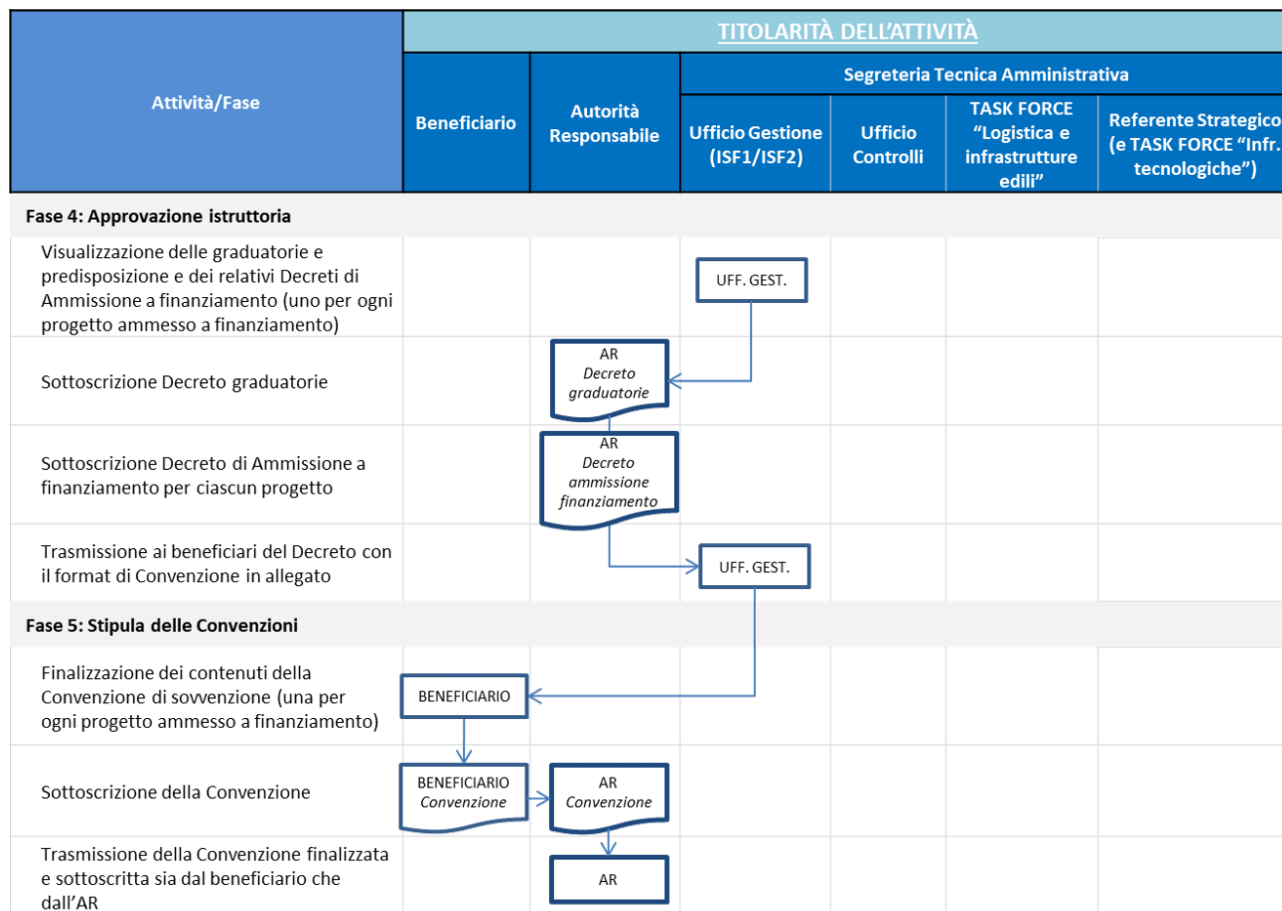 TITOLARITÀ DELL'ATTIVITÀ
Attività/Fase
Beneficiario
Autorità
Responsabile
Segreteria Tecnica Amministrativa
Ufficio Gestione
(ISF1/ISF2)
Ufficio
Controlli
TASK FORCE
“Logistica e
infrastrutture
edili”
Referente Strategico
(e TASK FORCE “Infr.
tecnologiche”)
Fase 4: Approvazione istruttoria
Visualizzazione delle graduatorie e
predisposizione e dei relativi Decreti di
Ammissione a finanziamento (uno per ogni
progetto ammesso a finanziamento)
UFF. GEST.
Sottoscrizione Decreto graduatorie
AR
Decreto
graduatorie
Sottoscrizione Decreto di Ammissione a
finanziamento per ciascun progetto
AR
Decreto
ammissione
finanziamento
Trasmissione ai beneficiari del Decreto con
il format di Convenzione in allegato
UFF. GEST.
Fase 5: Stipula delle Convenzioni
Finalizzazione dei contenuti della
Convenzione di sovvenzione (una per
ogni progetto ammesso a finanziamento)
BENEFICIARIO
Sottoscrizione della Convenzione
BENEFICIARIO
Convenzione
AR
Convenzione
Trasmissione della Convenzione finalizzata
e sottoscritta sia dal beneficiario che
dall'AR
AR